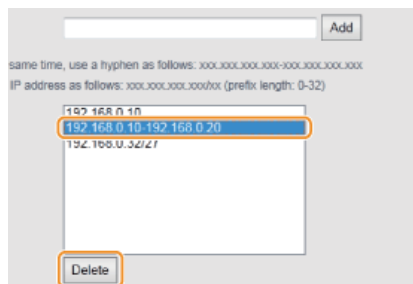 Add
same time, use a hyphen as follows: xxx.xxx.xxx.xxx-xxx.xxx.xxx.xxx
IP address as follows: xxx.xxx.xxx.xxx/xx (prefix length: 0-32)
192.168.0.10
192.168.0.10-192.168.0.20
192.168.0.32/27
Delete